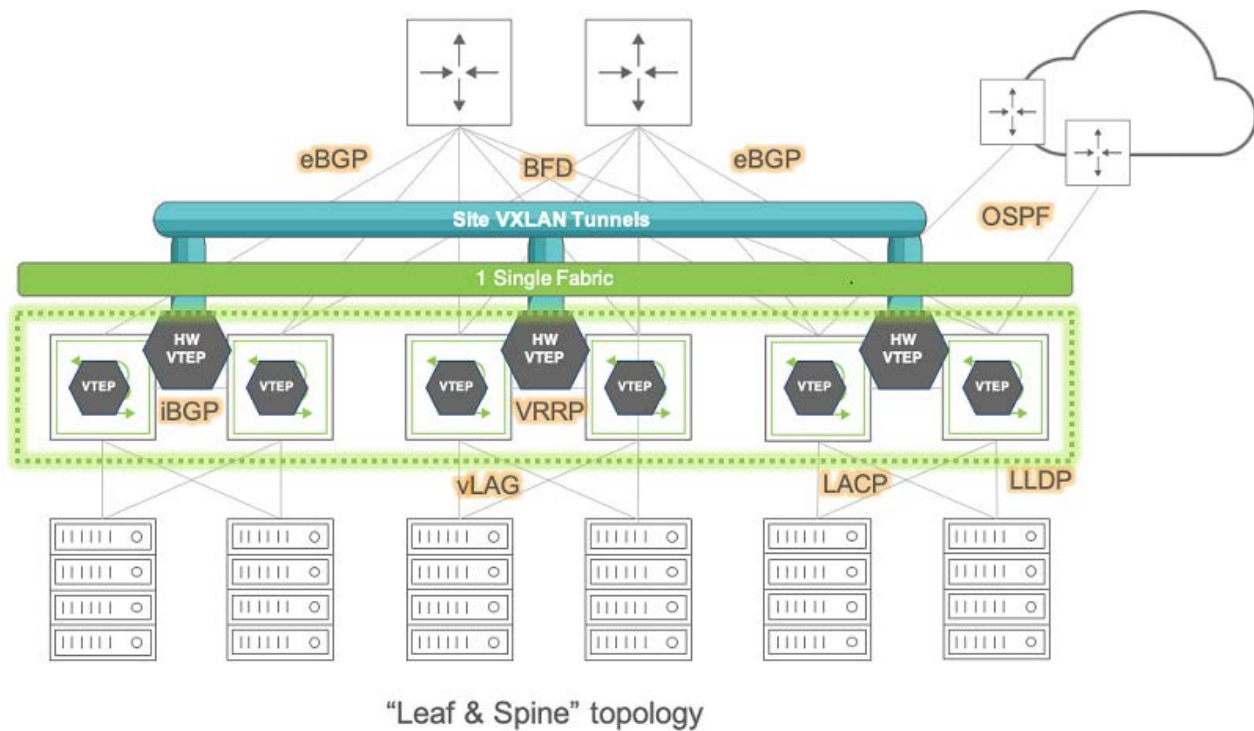 eBGP
BFD
eBGP
Site VXLAN Tunnels
OSPF
1 Single Fabric
HW
VTEP
HW
VTEP
HW
VTEP
VTEP
VTEP
VTEP
VTEP
VTEP
VTEP
iBGP
VRRP
vLAG
LACP
LLDP
“Leaf & Spine” topology